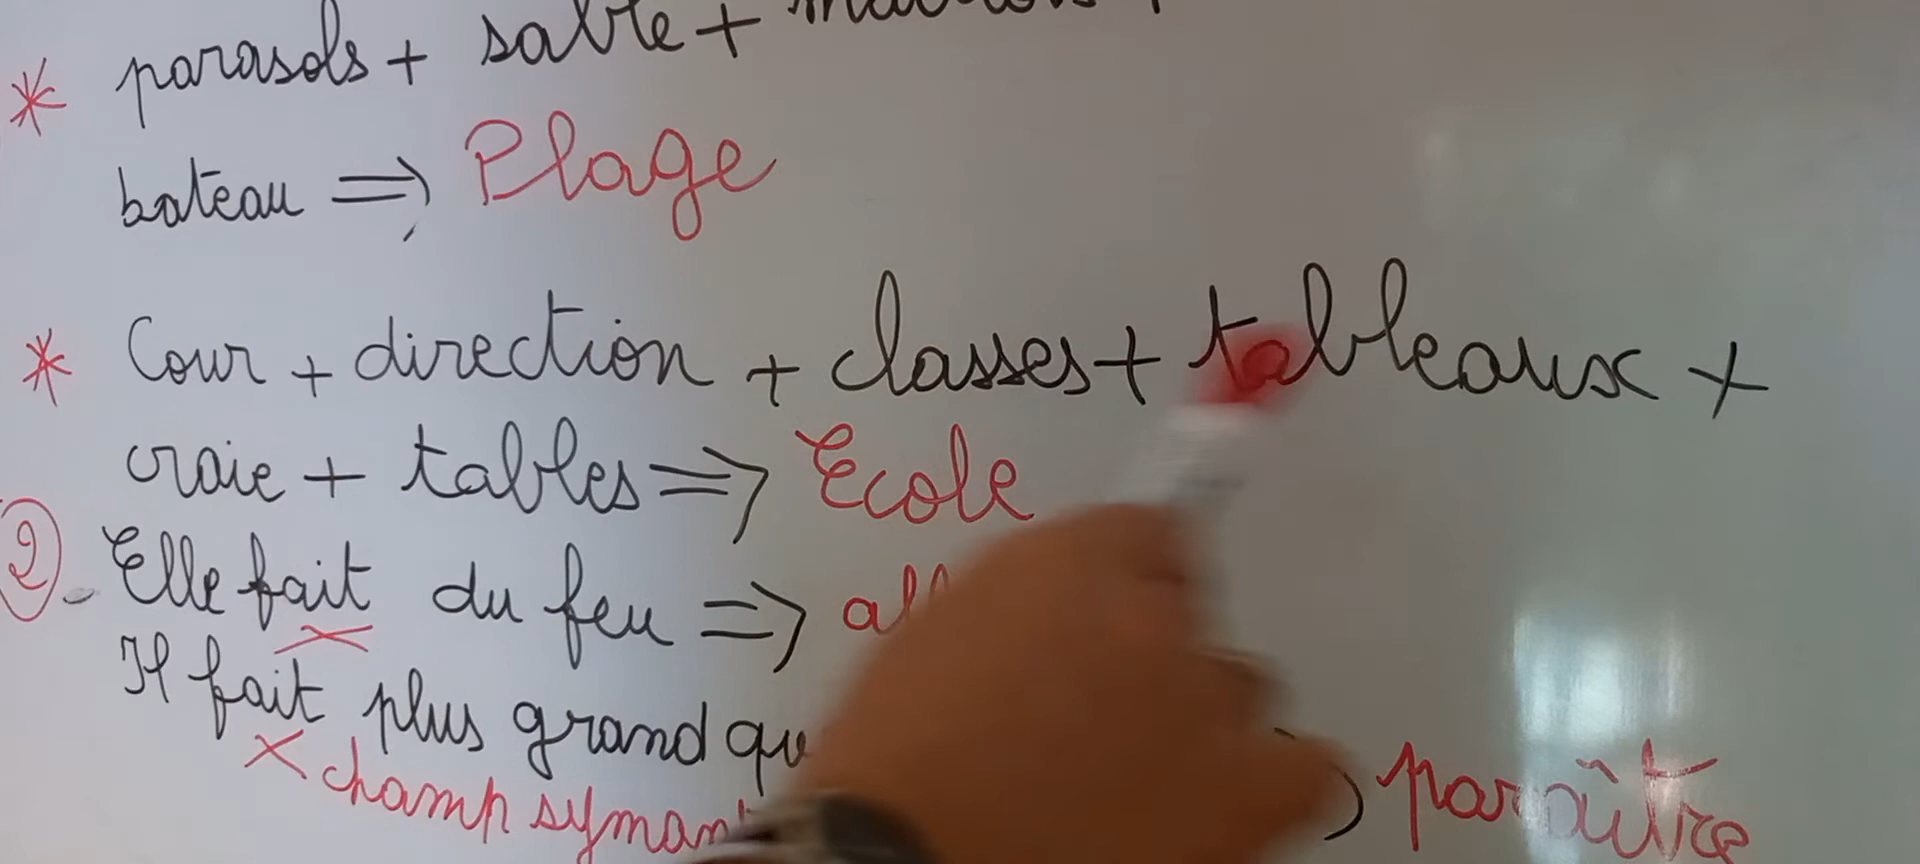 * parasols + sable +
bateau => Plage
* Cour + direction + classes + tableaux +
craie + tables => Ecole
2 - Elle fait du feu =>
Il fait plus grand
paraître
champ